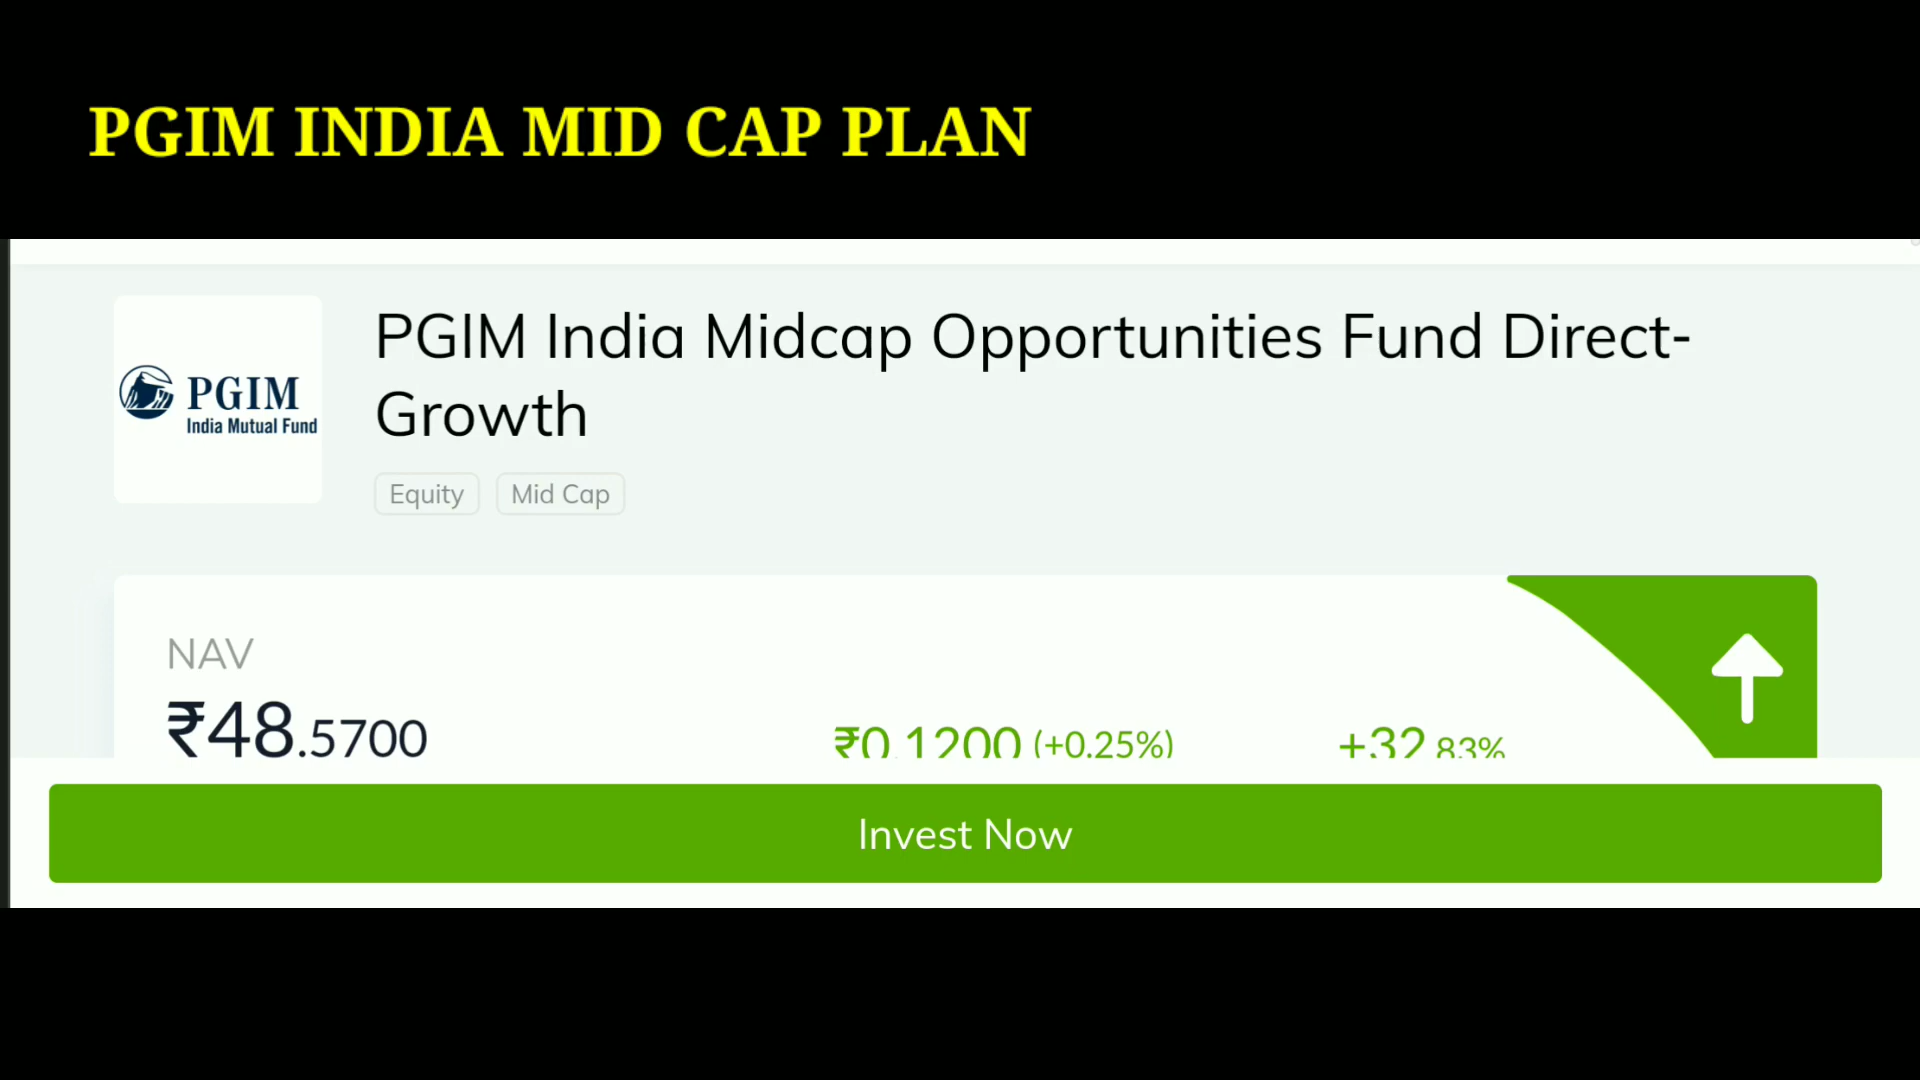 PGIM INDIA MID CAP PLAN
PGIM India Midcap Opportunities Fund Direct-
Growth
PGIM
India Mutual Fund
Equity Mid Cap
NAV
₹48.5700 ₹0.1200 (+0.25%) +32.83%
Invest Now